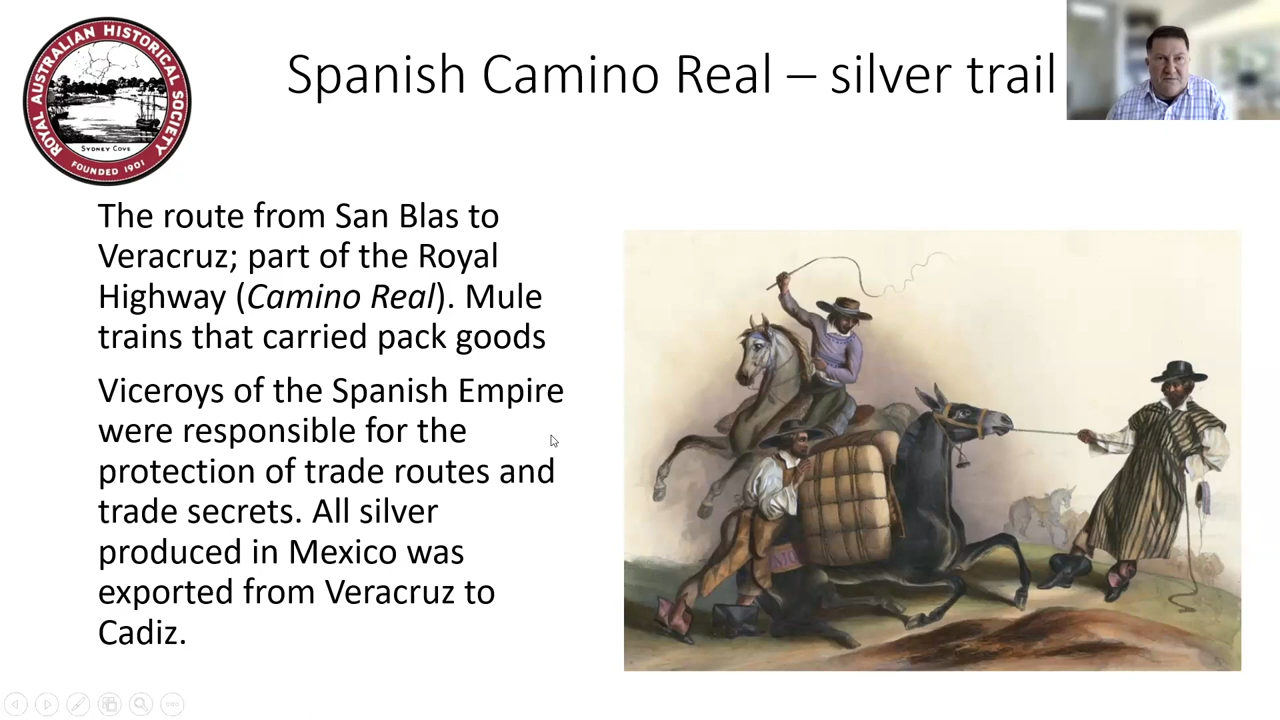 Spanish Camino Real – silver trail
ROYAL AUSTRALIAN HISTORICAL SOCIETY
SYDNEY COVE
FOUNDED 1901
The route from San Blas to
Veracruz; part of the Royal
Highway (Camino Real). Mule
trains that carried pack goods
Viceroys of the Spanish Empire
were responsible for the
protection of trade routes and
trade secrets. All silver
produced in Mexico was
exported from Veracruz to
Cadiz.